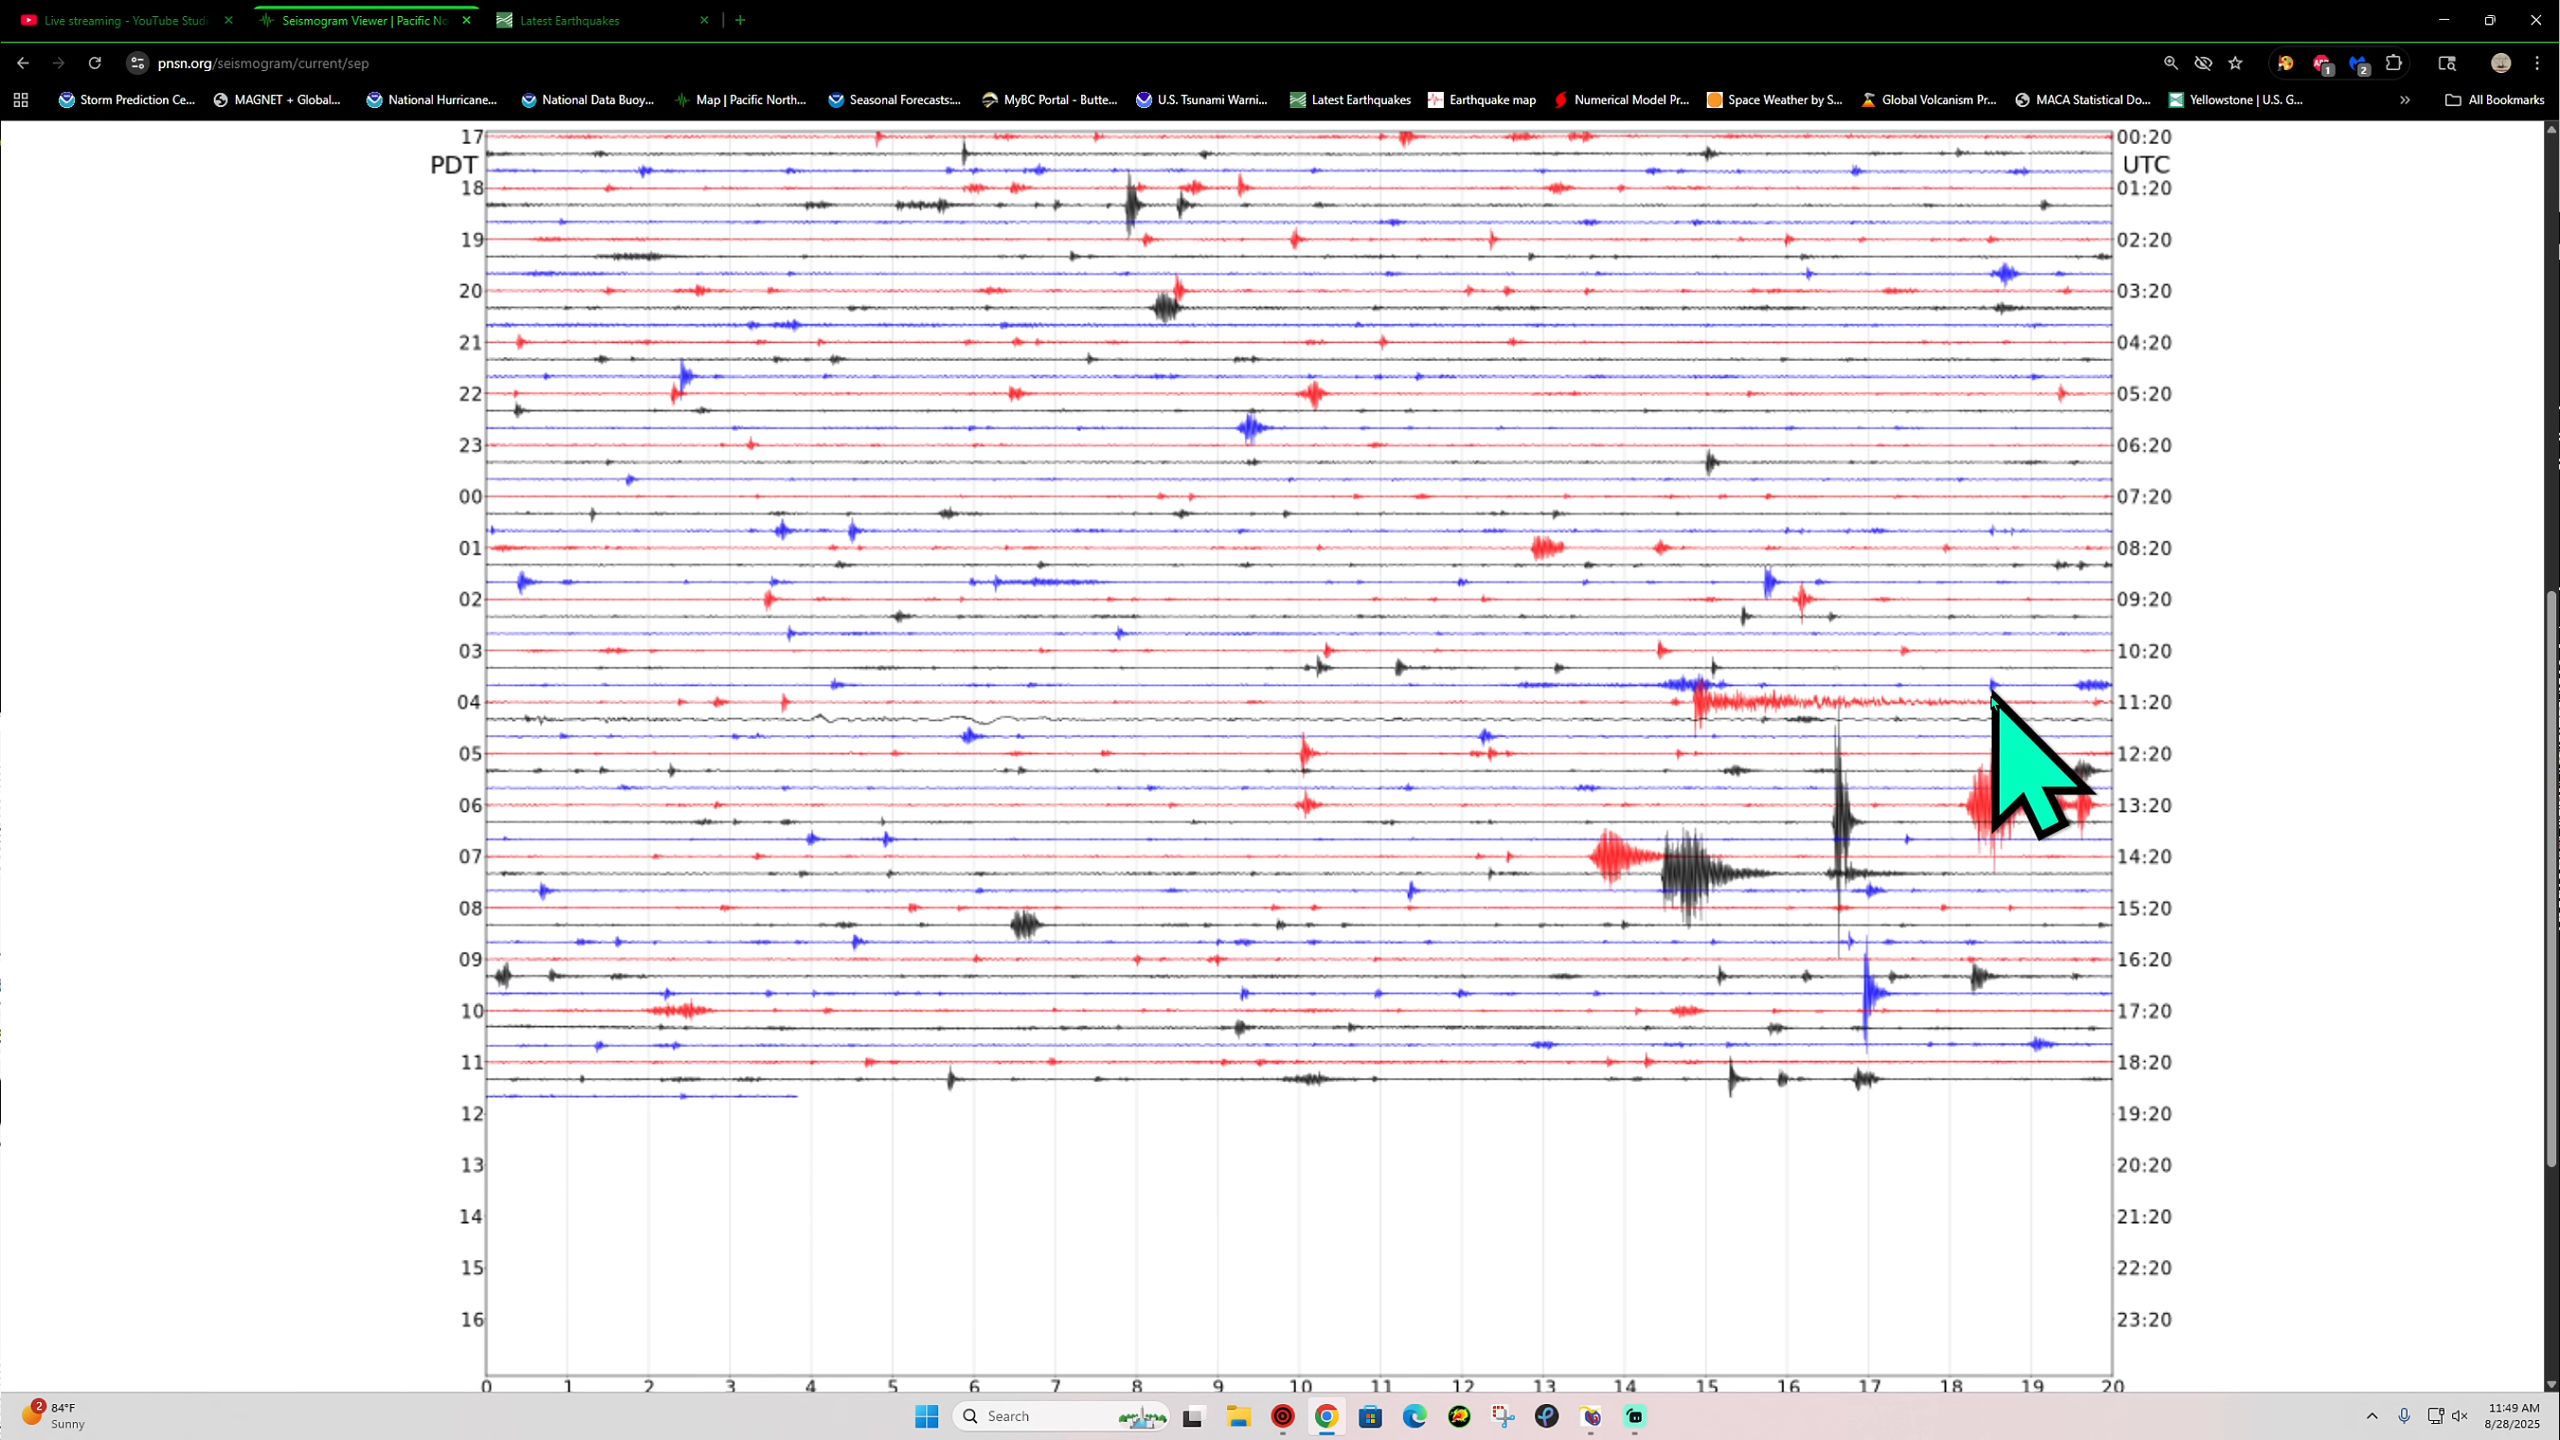 Live streaming - YouTube Studi
Seismogram Viewer | Pacific No
Latest Earthquakes
pnsn.org/seismogram/current/sep
1
2
Storm Prediction Ce...
MAGNET + Global...
National Hurricane...
National Data Buoy...
Map | Pacific North...
Seasonal Forecasts:...
MyBC Portal - Butte...
U.S. Tsunami Warni...
Latest Earthquakes
Earthquake map
Numerical Model Pr...
Space Weather by S...
Global Volcanism Pr...
MACA Statistical Do...
Yellowstone | U.S. G...
All Bookmarks
17 00:20
PDT UTC
18 01:20
19 02:20
20 03:20
21 04:20
22 05:20
23 06:20
00 07:20
01 08:20
02 09:20
03 10:20
04 11:20
05 12:20
06 13:20
07 14:20
08 15:20
09 16:20
10 17:20
11 18:20
12 19:20
13 20:20
14 21:20
15 22:20
16 23:20
0 1 2 3 4 5 6 7 8 9 10 11 12 13 14 15 16 17 18 19 20
2
84°F
Sunny
Search
11:49 AM
8/28/2025